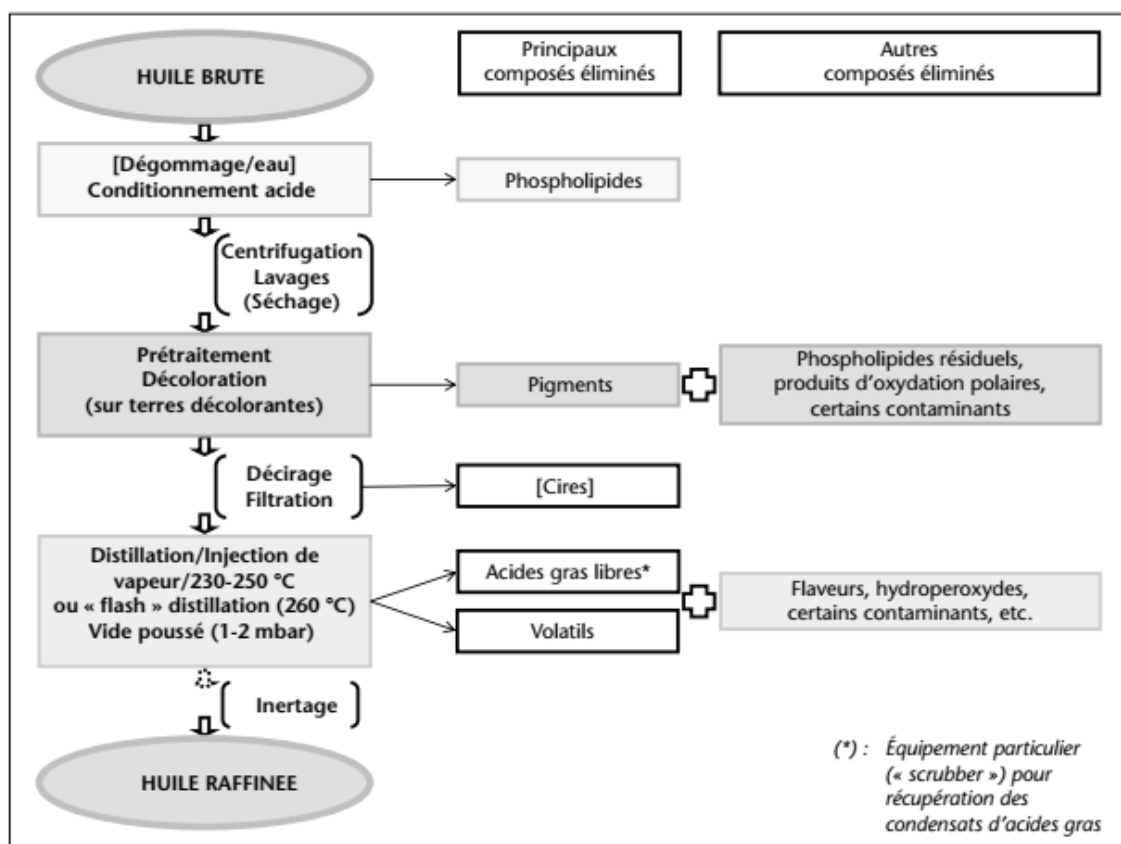 HUILE BRUTE
Principaux
composés éliminés
Autres
composés éliminés
[Dégommage/eau]
Conditionnement acide
Phospholipides
Centrifugation
Lavages
(Séchage)
Prétraitement
Décoloration
(sur terres décolorantes)
Pigments
Phospholipides résiduels,
produits d'oxydation polaires,
certains contaminants
Décirage
Filtration
[Cires]
Distillation/Injection de
vapeur/230-250 °C
ou « flash » distillation (260 °C)
Vide poussé (1-2 mbar)
Acides gras libres*
Volatils
Flaveurs, hydroperoxydes,
certains contaminants, etc.
Inertage
HUILE RAFFINEE
(*) : Équipement particulier
(« scrubber ») pour
récupération des
condensats d'acides gras